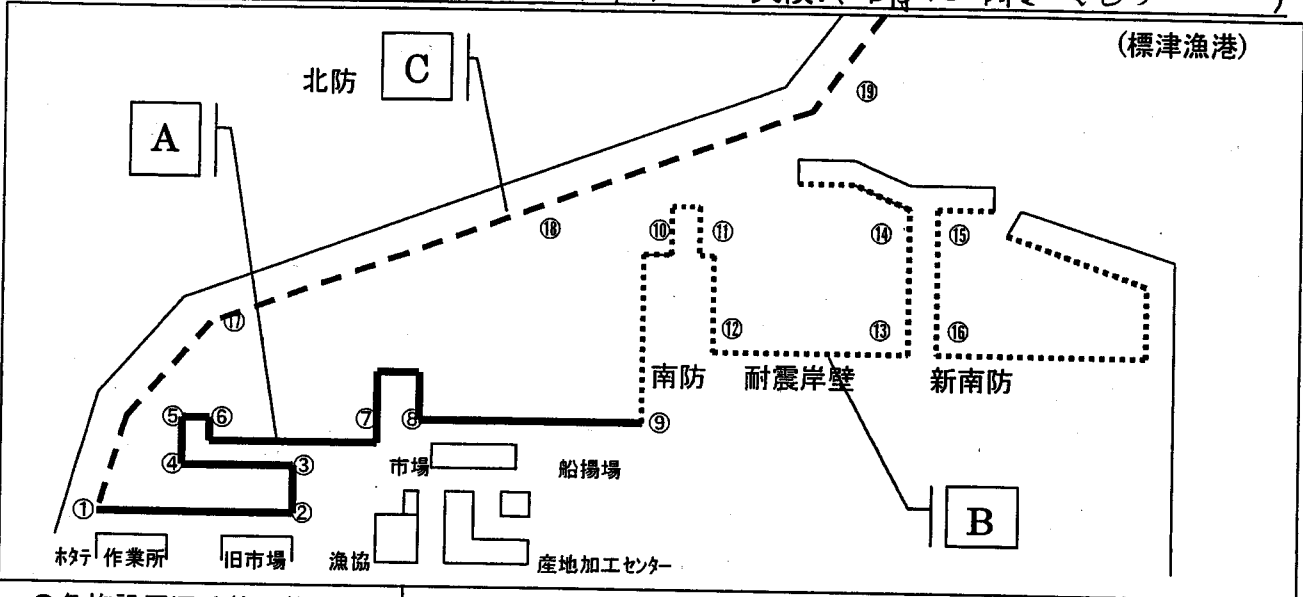 (標津漁港)
北防
C
A
⑲
⑱
⑩
⑪
⑭
⑮
⑰
⑫
⑬
⑯
南防
耐震岸壁
新南防
⑤
⑥
⑦
⑧
⑨
④
③
市場
船揚場
①
②
B
ホタテ
作業所
旧市場
漁協
産地加工センター